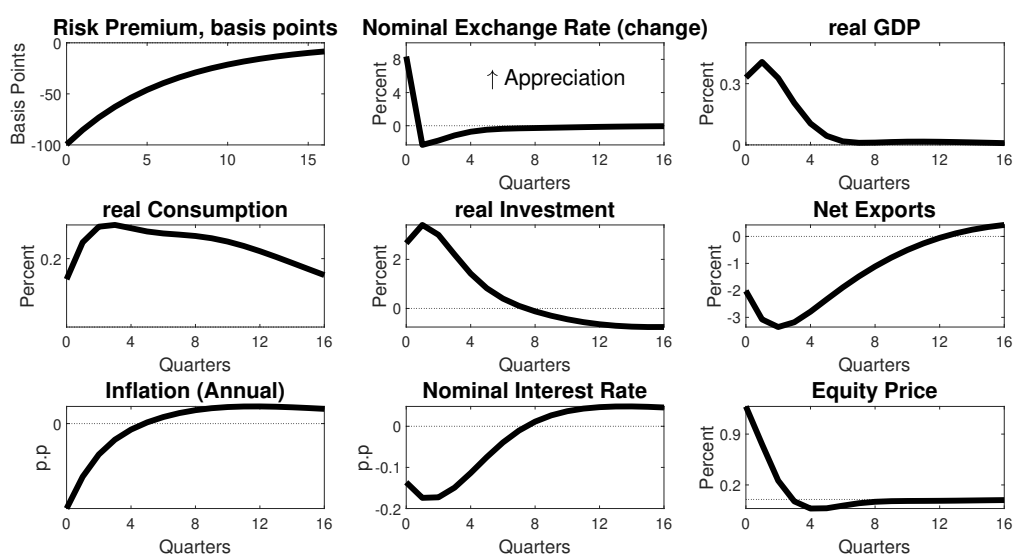 Risk Premium, basis points
Basis Points
0
-50
-100
0 5 10 15
Nominal Exchange Rate (change)
Percent
8
4
0
↑ Appreciation
0 4 8 12 16
Quarters
real GDP
Percent
0.3
0
0 4 8 12 16
Quarters
real Consumption
Percent
0.2
0 4 8 12 16
Quarters
real Investment
Percent
2
0
0 4 8 12 16
Quarters
Net Exports
0
-1
-2
-3
0 4 8 12 16
Quarters
Inflation (Annual)
p.p
0
0 4 8 12 16
Quarters
Nominal Interest Rate
p.p
0
-0.1
-0.2
0 4 8 12 16
Quarters
Equity Price
Percent
0.9
0.2
0 4 8 12 16
Quarters